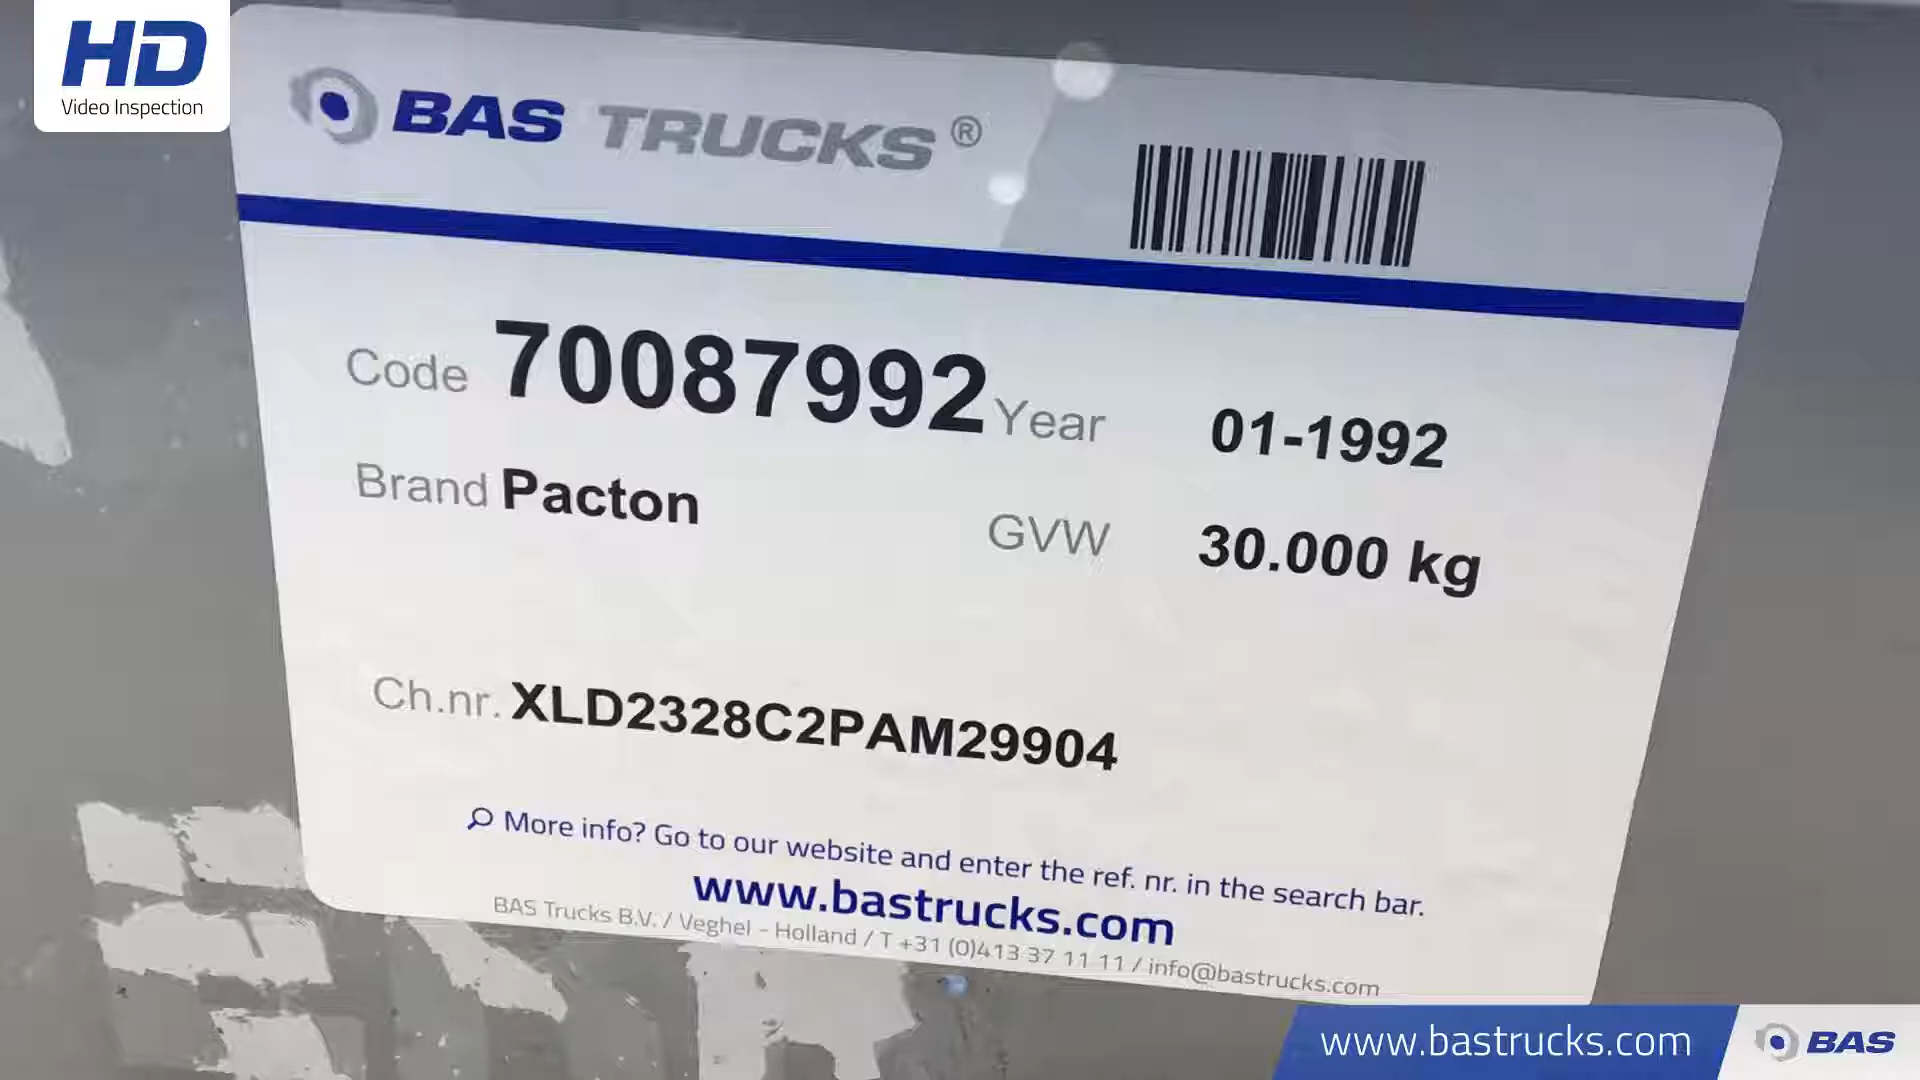 HD
Video Inspection
BAS TRUCKS®
Code 70087992 Year 01-1992
Brand Pacton GVW 30.000 kg
Ch.nr. XLD2328C2PAM29904
More info? Go to our website and enter the ref. nr. in the search bar.
www.bastrucks.com
BAS Trucks B.V. / Veghel - Holland / T +31 (0)413 37 11 11 / info@bastrucks.com
www.bastrucks.com BAS